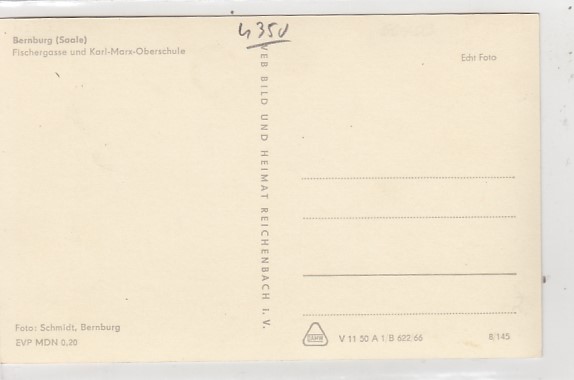 4350
Bernburg (Saale)
Fischergasse und Karl-Marx-Oberschule
Echt Foto
VEB BILD UND HEIMAT REICHENBACH I. V.
Foto: Schmidt, Bernburg
EVP MDN 0,20
V 11 50 A 1/B 622/66
8/145